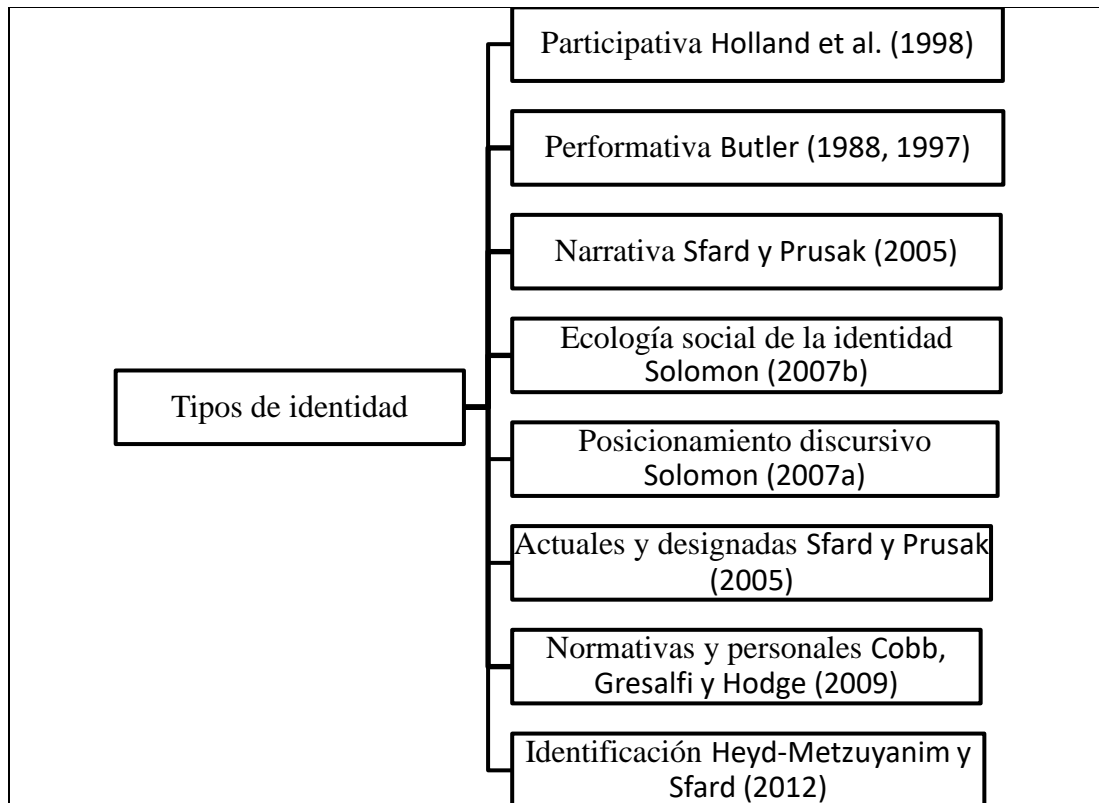 Participativa Holland et al. (1998)
Performativa Butler (1988, 1997)
Narrativa Sfard y Prusak (2005)
Ecología social de la identidad
Solomon (2007b)
Tipos de identidad
Posicionamiento discursivo
Solomon (2007a)
Actuales y designadas Sfard y Prusak
(2005)
Normativas y personales Cobb,
Gresalfi y Hodge (2009)
Identificación Heyd-Metzuyanim y
Sfard (2012)